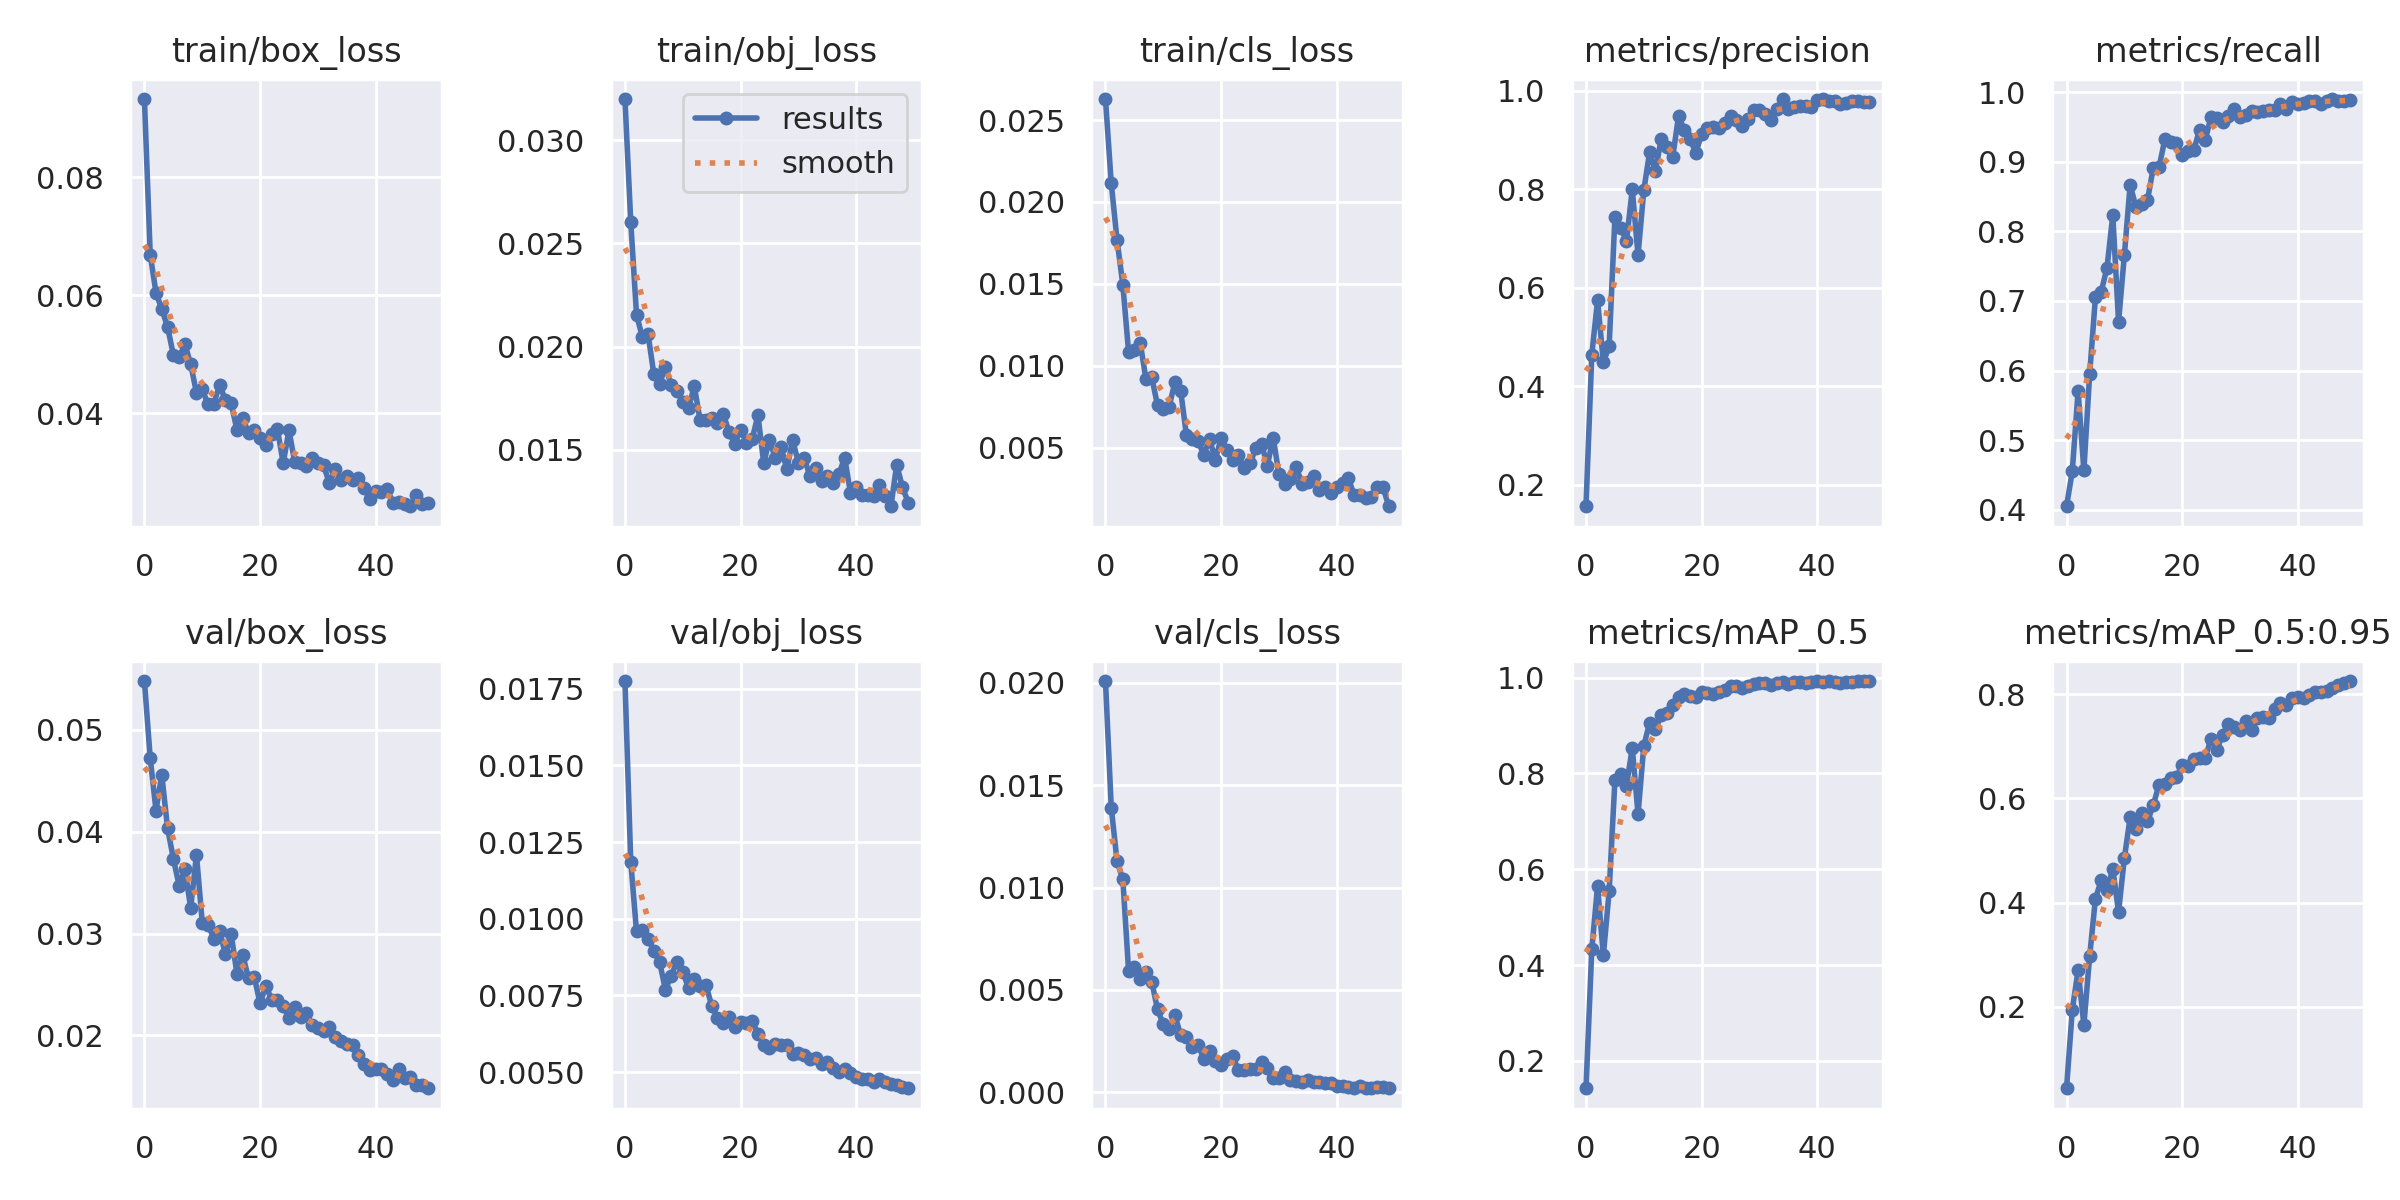 train/box_loss
0.08
0.06
0.04
0 20 40
train/obj_loss
results
smooth
0.030
0.025
0.020
0.015
0 20 40
train/cls_loss
0.025
0.020
0.015
0.010
0.005
0 20 40
metrics/precision
1.0
0.8
0.6
0.4
0.2
0 20 40
metrics/recall
1.0
0.9
0.8
0.7
0.6
0.5
0.4
0 20 40
val/box_loss
0.05
0.04
0.03
0.02
0 20 40
val/obj_loss
0.0175
0.0150
0.0125
0.0100
0.0075
0.0050
0 20 40
val/cls_loss
0.020
0.015
0.010
0.005
0.000
0 20 40
metrics/mAP_0.5
1.0
0.8
0.6
0.4
0.2
0 20 40
metrics/mAP_0.5:0.95
0.8
0.6
0.4
0.2
0 20 40